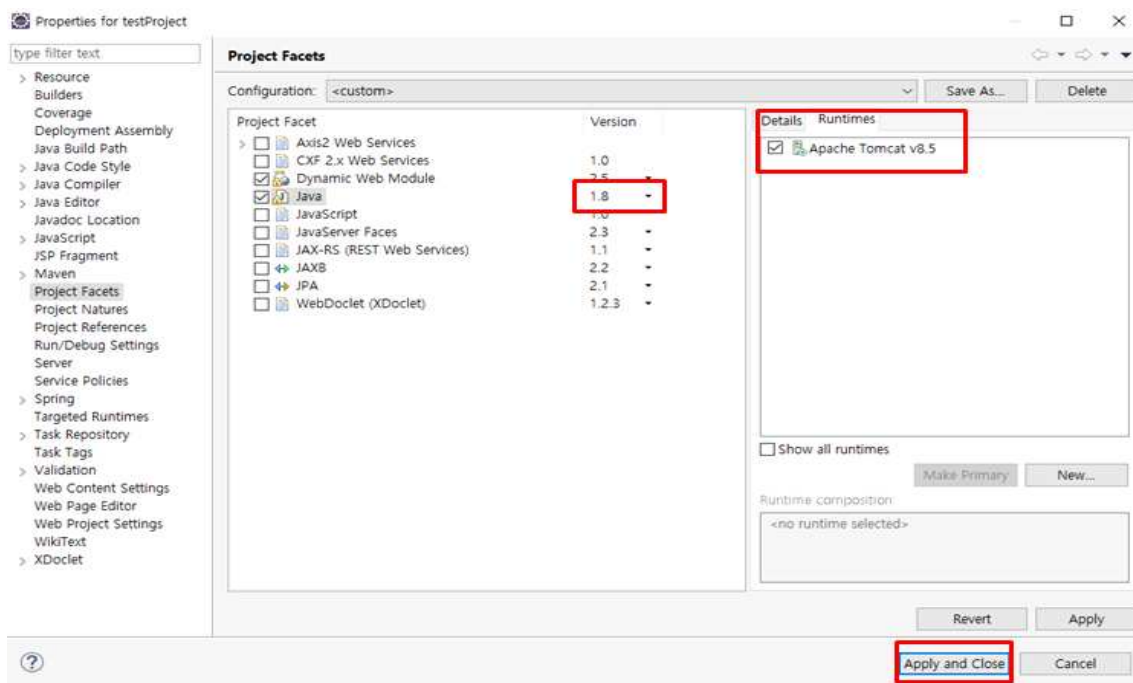 Properties for testProject
type filter text
Resource
Builders
Coverage
Deployment Assembly
Java Build Path
Java Code Style
Java Compiler
Java Editor
Javadoc Location
JavaScript
JSP Fragment
Maven
Project Facets
Project Natures
Project References
Run/Debug Settings
Server
Service Policies
Spring
Targeted Runtimes
Task Repository
Task Tags
Validation
Web Content Settings
Web Page Editor
Web Project Settings
WikiText
XDoclet
Project Facets
Configuration: <custom> Save As... Delete
Project Facet Version
Axis2 Web Services
CXF 2.x Web Services 1.0
Dynamic Web Module 2.5
Java 1.8
JavaScript 1.0
JavaServer Faces 2.3
JAX-RS (REST Web Services) 1.1
JAXB 2.2
JPA 2.1
WebDoclet (XDoclet) 1.2.3
Details Runtimes
Apache Tomcat v8.5
Show all runtimes
Make Primary New...
Runtime composition:
<no runtime selected>
Revert Apply
? Apply and Close Cancel